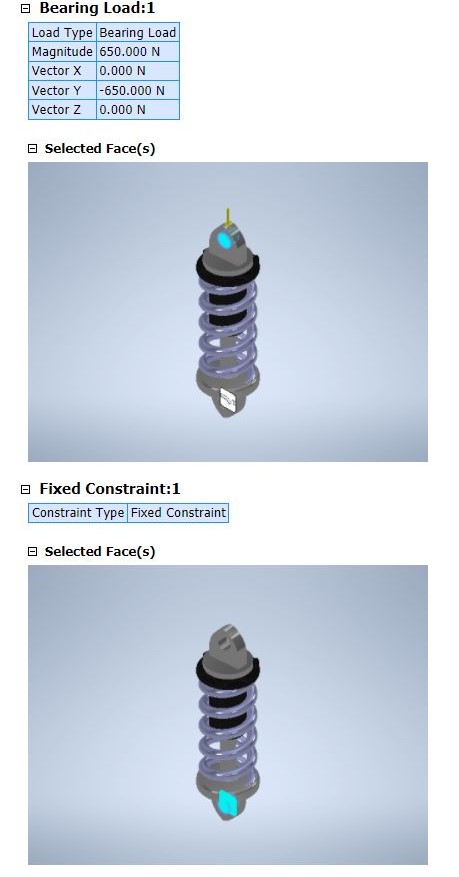 Bearing Load:1
Load Type Bearing Load
Magnitude 650.000 N
Vector X 0.000 N
Vector Y -650.000 N
Vector Z 0.000 N
Selected Face(s)
Fixed Constraint:1
Constraint Type Fixed Constraint
Selected Face(s)